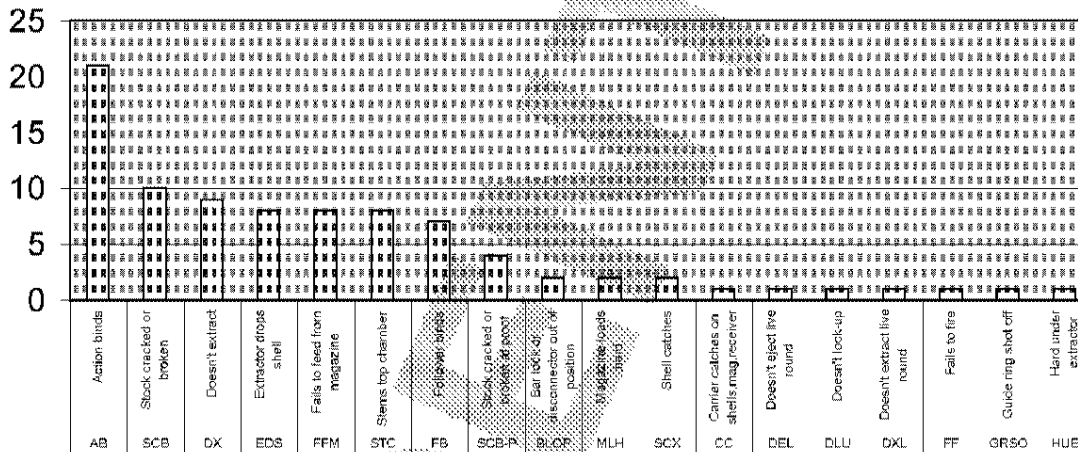 25
20
15
10
5
0
Action binds
Stock cracked or
broken
Doesn't extract
Extractor drops
shell
Fails to feed from
magazine
Stems top chamber
Follower binds
Stock cracked or
broken at
Bar lock or
disconnector out of
position
Magazine loads
hard
Shell catches
Carrier catches on
shells,mag,receiver
Doesn't eject live
round
Doesn't lock-up
Doesn't extract live
round
Fails to fire
Guide ring shot off
Hard under
extractor
AB SCB DX EDS FFM STC FB SCB-P BLOP MLH SCX CC DEL DLU DXL FF GRSO HUE